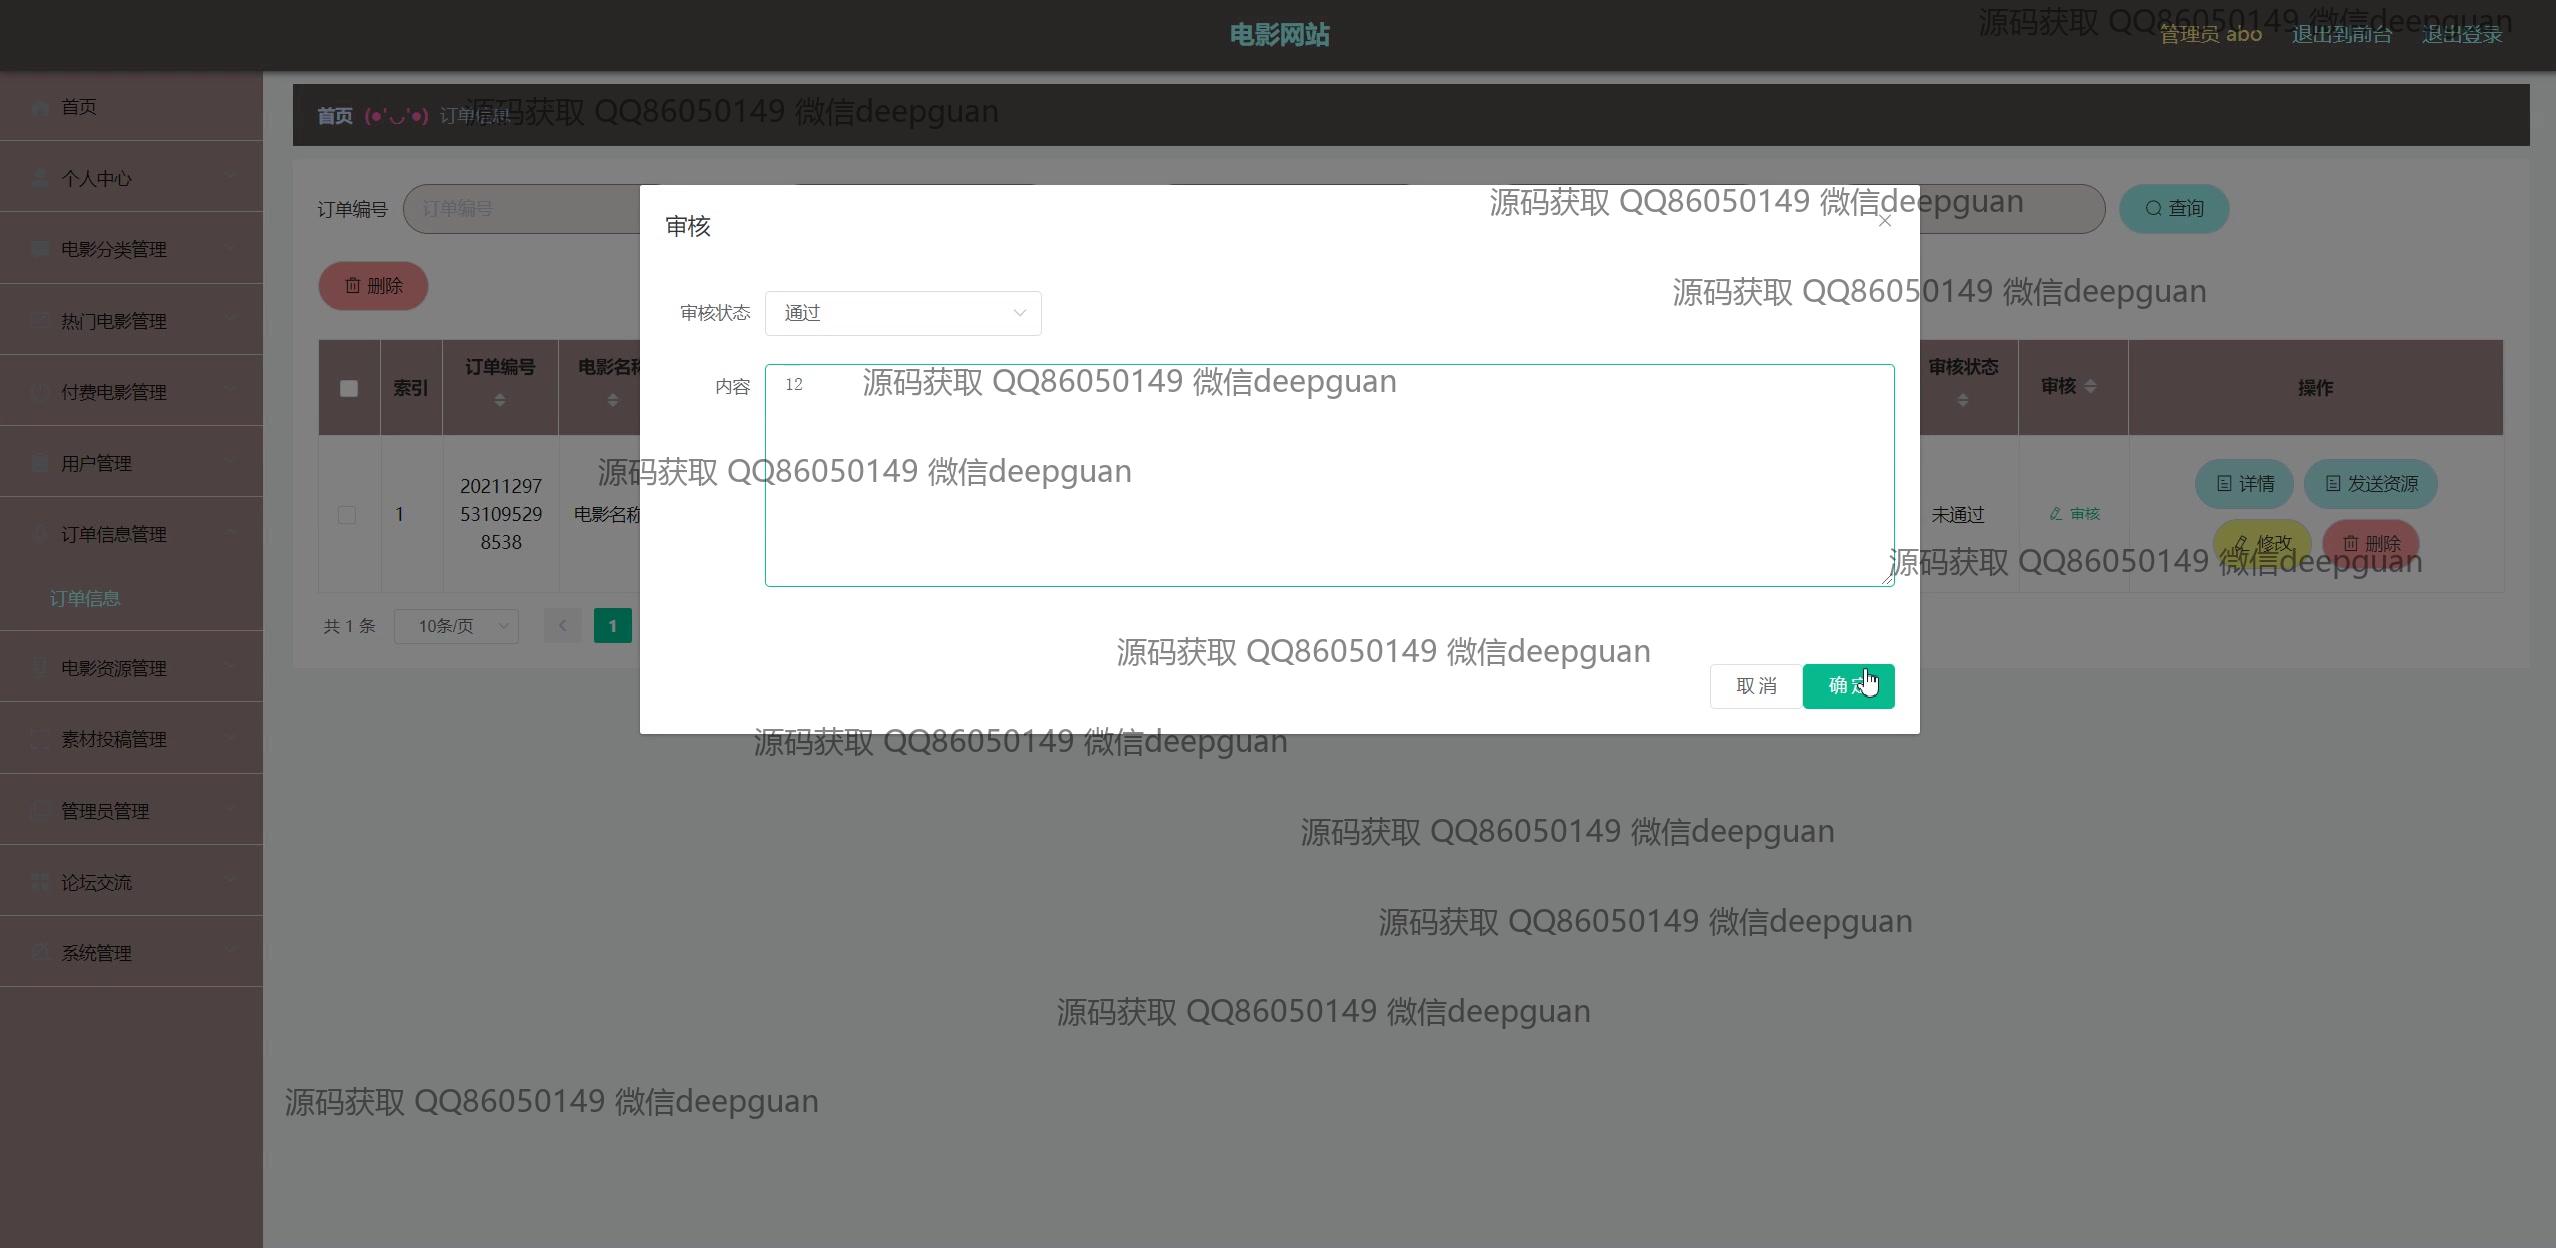 电影网站
源码获取 QQ86050149 微信deepguan
管理员 abo
退出到前台
退出登录
首页 (●'◡'●) 订单信息
源码获取 QQ86050149 微信deepguan
首页
个人中心
电影分类管理
热门电影管理
付费电影管理
用户管理
订单信息管理
订单信息
电影资源管理
素材投稿管理
管理员管理
论坛交流
系统管理
订单编号
订单编号
查询
删除
索引
订单编号
电影名称
审核状态
审核
操作
1
20211297
53109529
8538
电影名称
未通过
审核
详情
发送资源
修改
删除
共 1 条
10条/页
1
审核
源码获取 QQ86050149 微信deepguan
源码获取 QQ86050149 微信deepguan
审核状态
通过
内容
12
源码获取 QQ86050149 微信deepguan
源码获取 QQ86050149 微信deepguan
源码获取 QQ86050149 微信deepguan
源码获取 QQ86050149 微信deepguan
取消
确定
源码获取 QQ86050149 微信deepguan
源码获取 QQ86050149 微信deepguan
源码获取 QQ86050149 微信deepguan
源码获取 QQ86050149 微信deepguan
源码获取 QQ86050149 微信deepguan